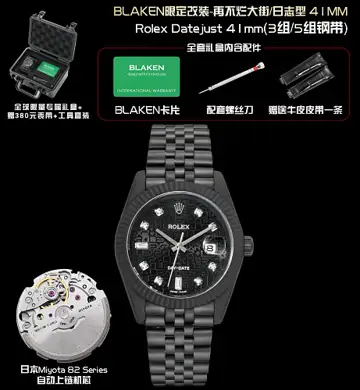 BLAKEN限定改装-再不烂大街/日志型 41MM
Rolex Datejust 41mm(3组/5组钢带)
全套礼盒内含配件
BLAKEN
INTERNATIONAL WARRANTY
全球限量专属礼盒+
赠380元表带+工具套装
BLAKEN卡片
配套螺丝刀
赠送牛皮皮带一条
ROLEX
DAY-DATE
日本Miyota 82 Series
自动上链机芯